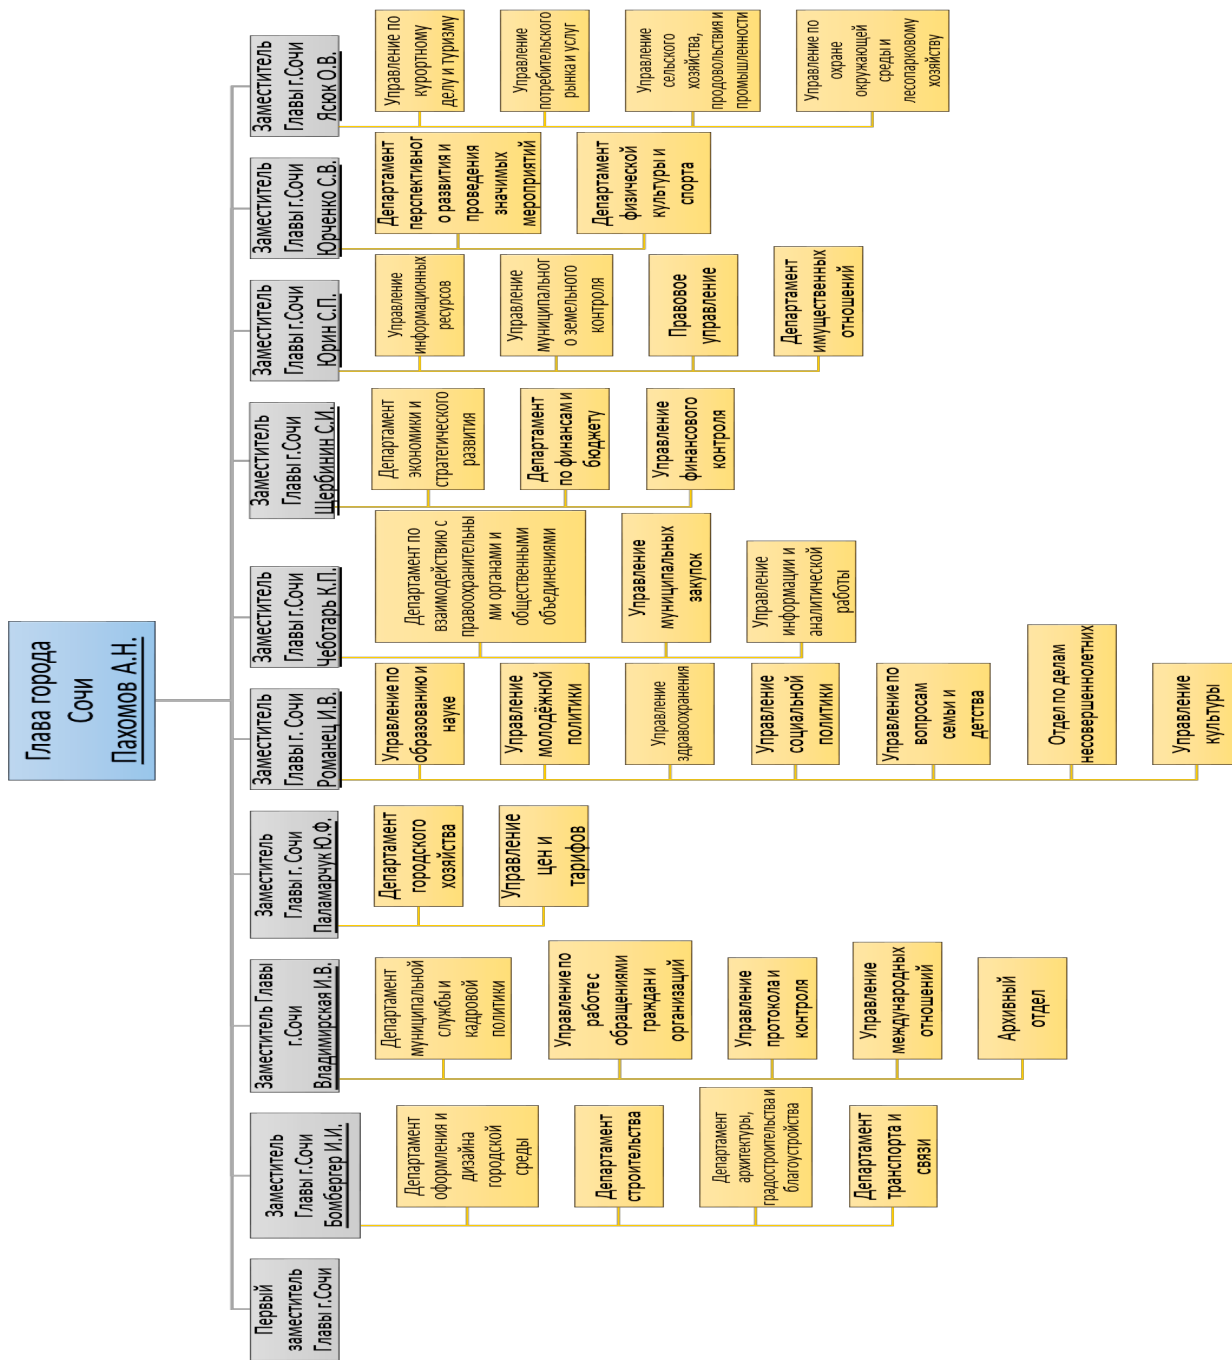 Глава города
Сочи
Пахомов А.Н.
Первый
заместитель
Главы г.Сочи
Заместитель
Главы г.Сочи
Бомбергер И.И.
Департамент
оформления и
дизайна
городской
среды
Департамент
строительства
Департамент
архитектуры,
градостроительства и
благоустройства
Департамент
транспорта и
связи
Заместитель Главы
г.Сочи
Владимирская И.В.
Департамент
муниципальной
службы и
кадровой
политики
Управление по
работе с
обращениями
граждан и
организаций
Управление
протокола и
контроля
Управление
международных
отношений
Архивный
отдел
Заместитель
Главы г. Сочи
Паламарчук Ю.Ф.
Департамент
городского
хозяйства
Управление
цен и
тарифов
Заместитель
Главы г. Сочи
Романец И.В.
Управление по
образованию и
науке
Управление
молодёжной
политики
Управление
здравоохранения
Управление
социальной
политики
Управление по
вопросам
семьи и
детства
Отдел по делам
несовершеннолетних
Управление
культуры
Заместитель
Главы г.Сочи
Чеботарь К.П.
Департамент по
взаимодействию с
правоохранительны
ми органами и
общественными
объединениями
Управление
муниципальных
закупок
Управление
информации и
аналитической
работы
Заместитель
Главы г.Сочи
Щербинин С.И.
Департамент
экономики и
стратегического
развития
Департамент
по финансам и
бюджету
Управление
финансового
контроля
Заместитель
Главы г.Сочи
Юрин С.П.
Управление
информационных
ресурсов
Управление
муниципальног
о земельного
контроля
Правовое
управление
Департамент
имущественных
отношений
Заместитель
Главы г.Сочи
Юрченко С.В.
Департамент
перспективног
о развития и
проведения
значимых
мероприятий
Департамент
физической
культуры и
спорта
Заместитель
Главы г.Сочи
Ясюк О.В.
Управление по
курортному
делу и туризму
Управление
потребительского
рынка и услуг
Управление
сельского
хозяйства,
продовольствия и
промышленности
Управление по
охране
окружающей
среды и
лесопарковому
хозяйству